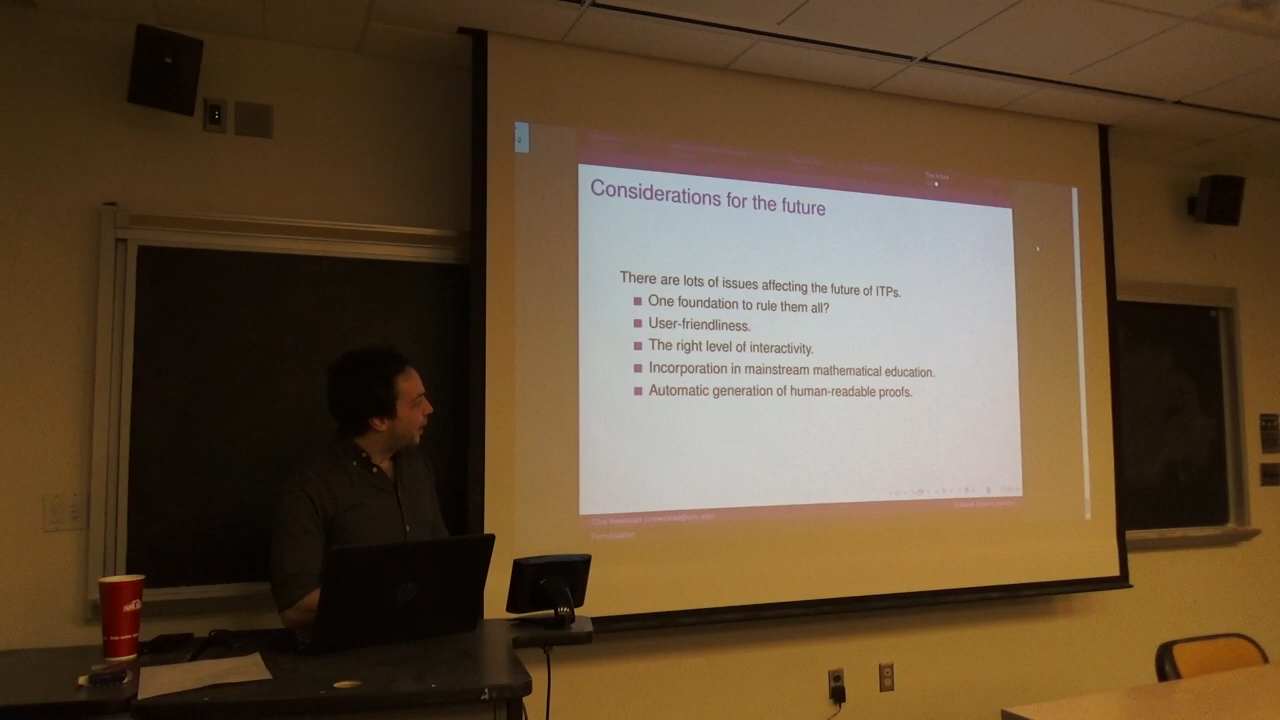 The future
Considerations for the future
There are lots of issues affecting the future of ITPs.
One foundation to rule them all?
User-friendliness.
The right level of interactivity.
Incorporation in mainstream mathematical education.
Automatic generation of human-readable proofs.